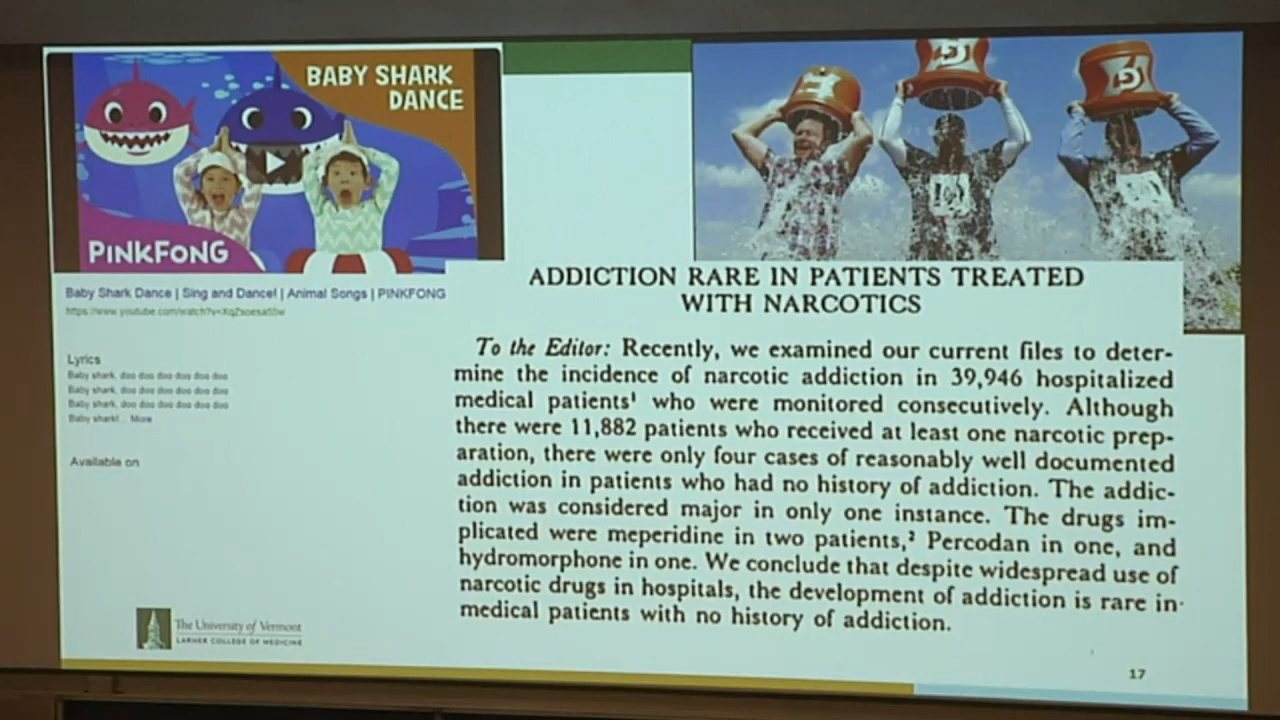 BABY SHARK
DANCE
PINKFONG
Baby Shark Dance | Sing and Dance! | Animal Songs | PINKFONG
Lyrics
Baby shark, doo doo doo doo doo doo
Baby shark, doo doo doo doo doo doo
Baby shark, doo doo doo doo doo doo
Baby shark! ... More
Available on
The University of Vermont
LARNER COLLEGE OF MEDICINE
ADDICTION RARE IN PATIENTS TREATED
WITH NARCOTICS
To the Editor: Recently, we examined our current files to deter-
mine the incidence of narcotic addiction in 39,946 hospitalized
medical patients¹ who were monitored consecutively. Although
there were 11,882 patients who received at least one narcotic prep-
aration, there were only four cases of reasonably well documented
addiction in patients who had no history of addiction. The addic-
tion was considered major in only one instance. The drugs im-
plicated were meperidine in two patients,² Percodan in one, and
hydromorphone in one. We conclude that despite widespread use of
narcotic drugs in hospitals, the development of addiction is rare in
medical patients with no history of addiction.
17